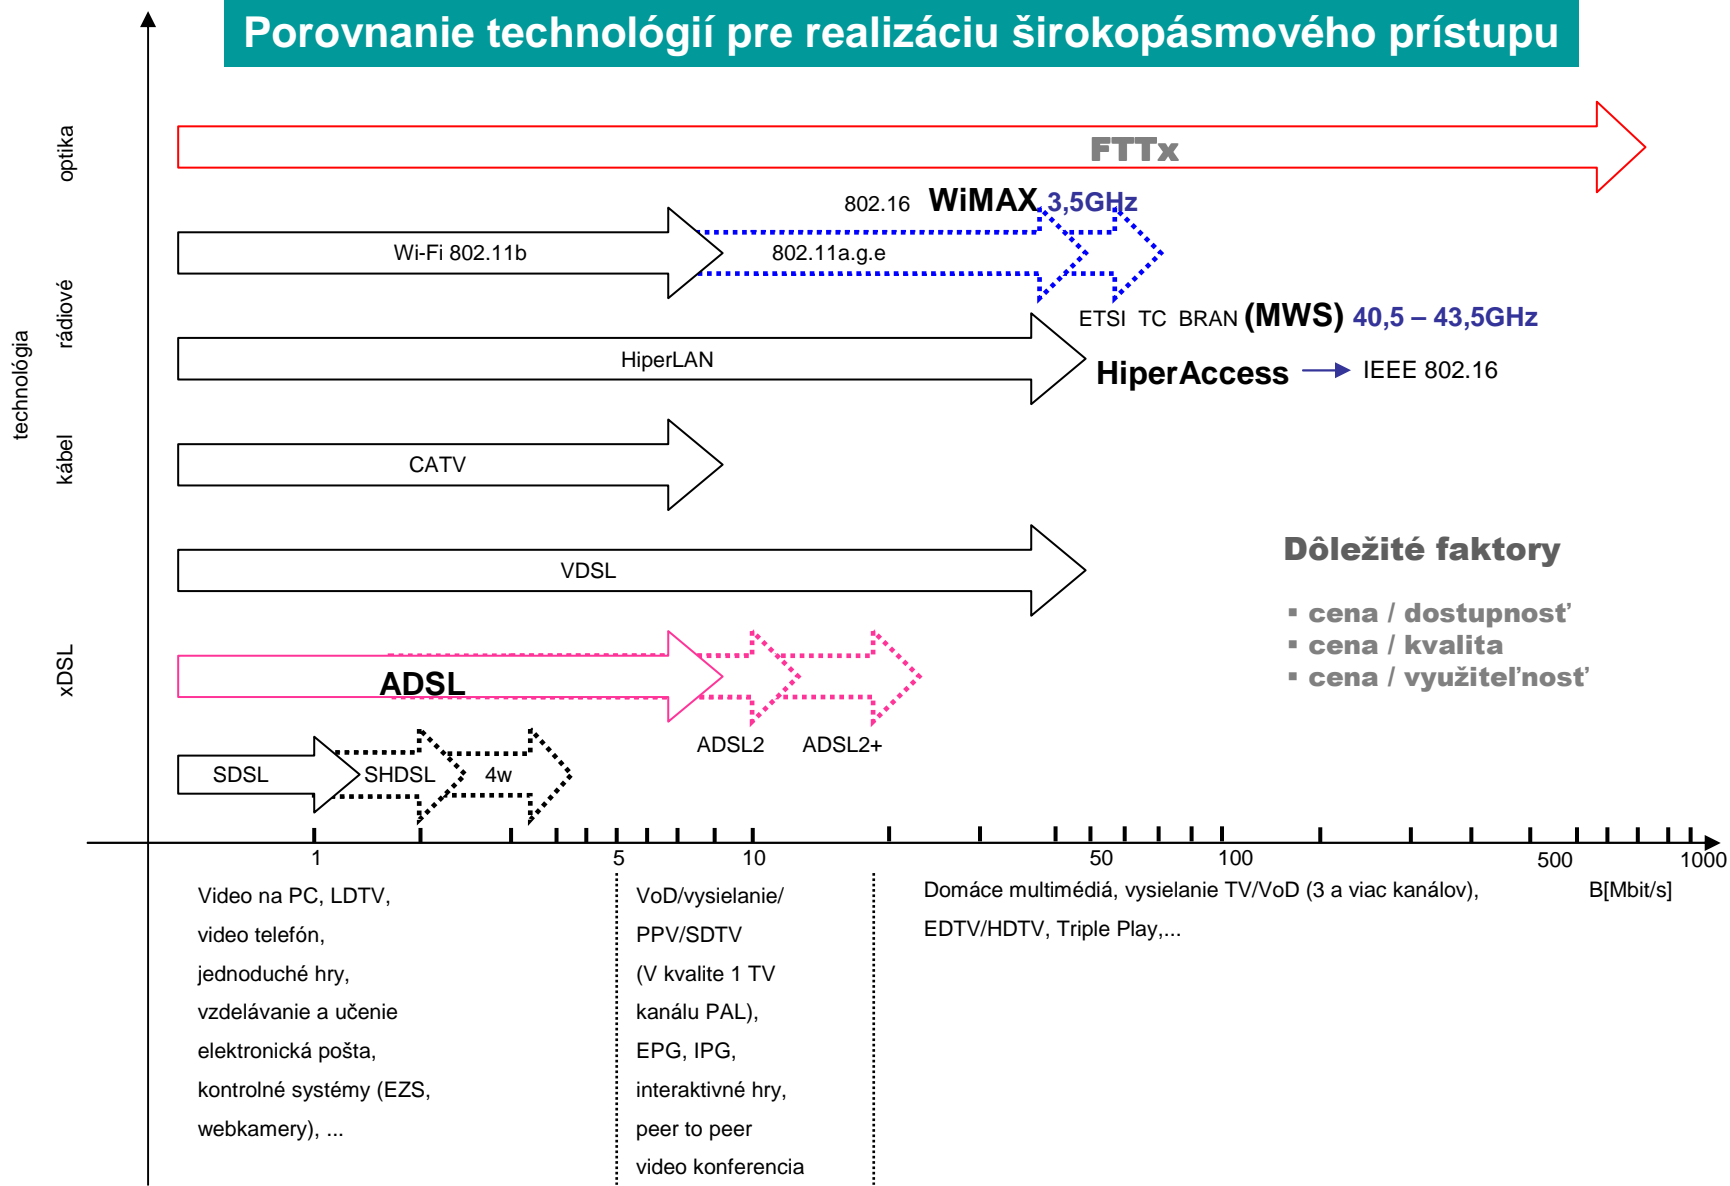 Porovnanie technológií pre realizáciu širokopásmového prístupu
technológia
optika
rádiové
kábel
xDSL
FTTx
802.16 WiMAX 3,5GHz
Wi-Fi 802.11b
802.11a.g.e
ETSI TC BRAN (MWS) 40,5 – 43,5GHz
HiperLAN
HiperAccess IEEE 802.16
CATV
VDSL
Dôležité faktory
▪ cena / dostupnosť
▪ cena / kvalita
▪ cena / využiteľnosť
ADSL
ADSL2
ADSL2+
SDSL
SHDSL
4w
1 5 10 50 100 500 1000
B[Mbit/s]
Video na PC, LDTV,
video telefón,
jednoduché hry,
vzdelávanie a učenie
elektronická pošta,
kontrolné systémy (EZS,
webkamery), ...
VoD/vysielanie/
PPV/SDTV
(V kvalite 1 TV
kanálu PAL),
EPG, IPG,
interaktivné hry,
peer to peer
video konferencia
Domáce multimédiá, vysielanie TV/VoD (3 a viac kanálov),
EDTV/HDTV, Triple Play,...